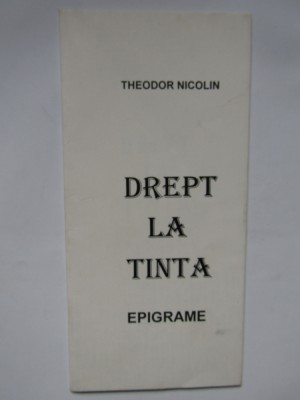 THEODOR NICOLIN
DREPT
LA
TINTA
EPIGRAME